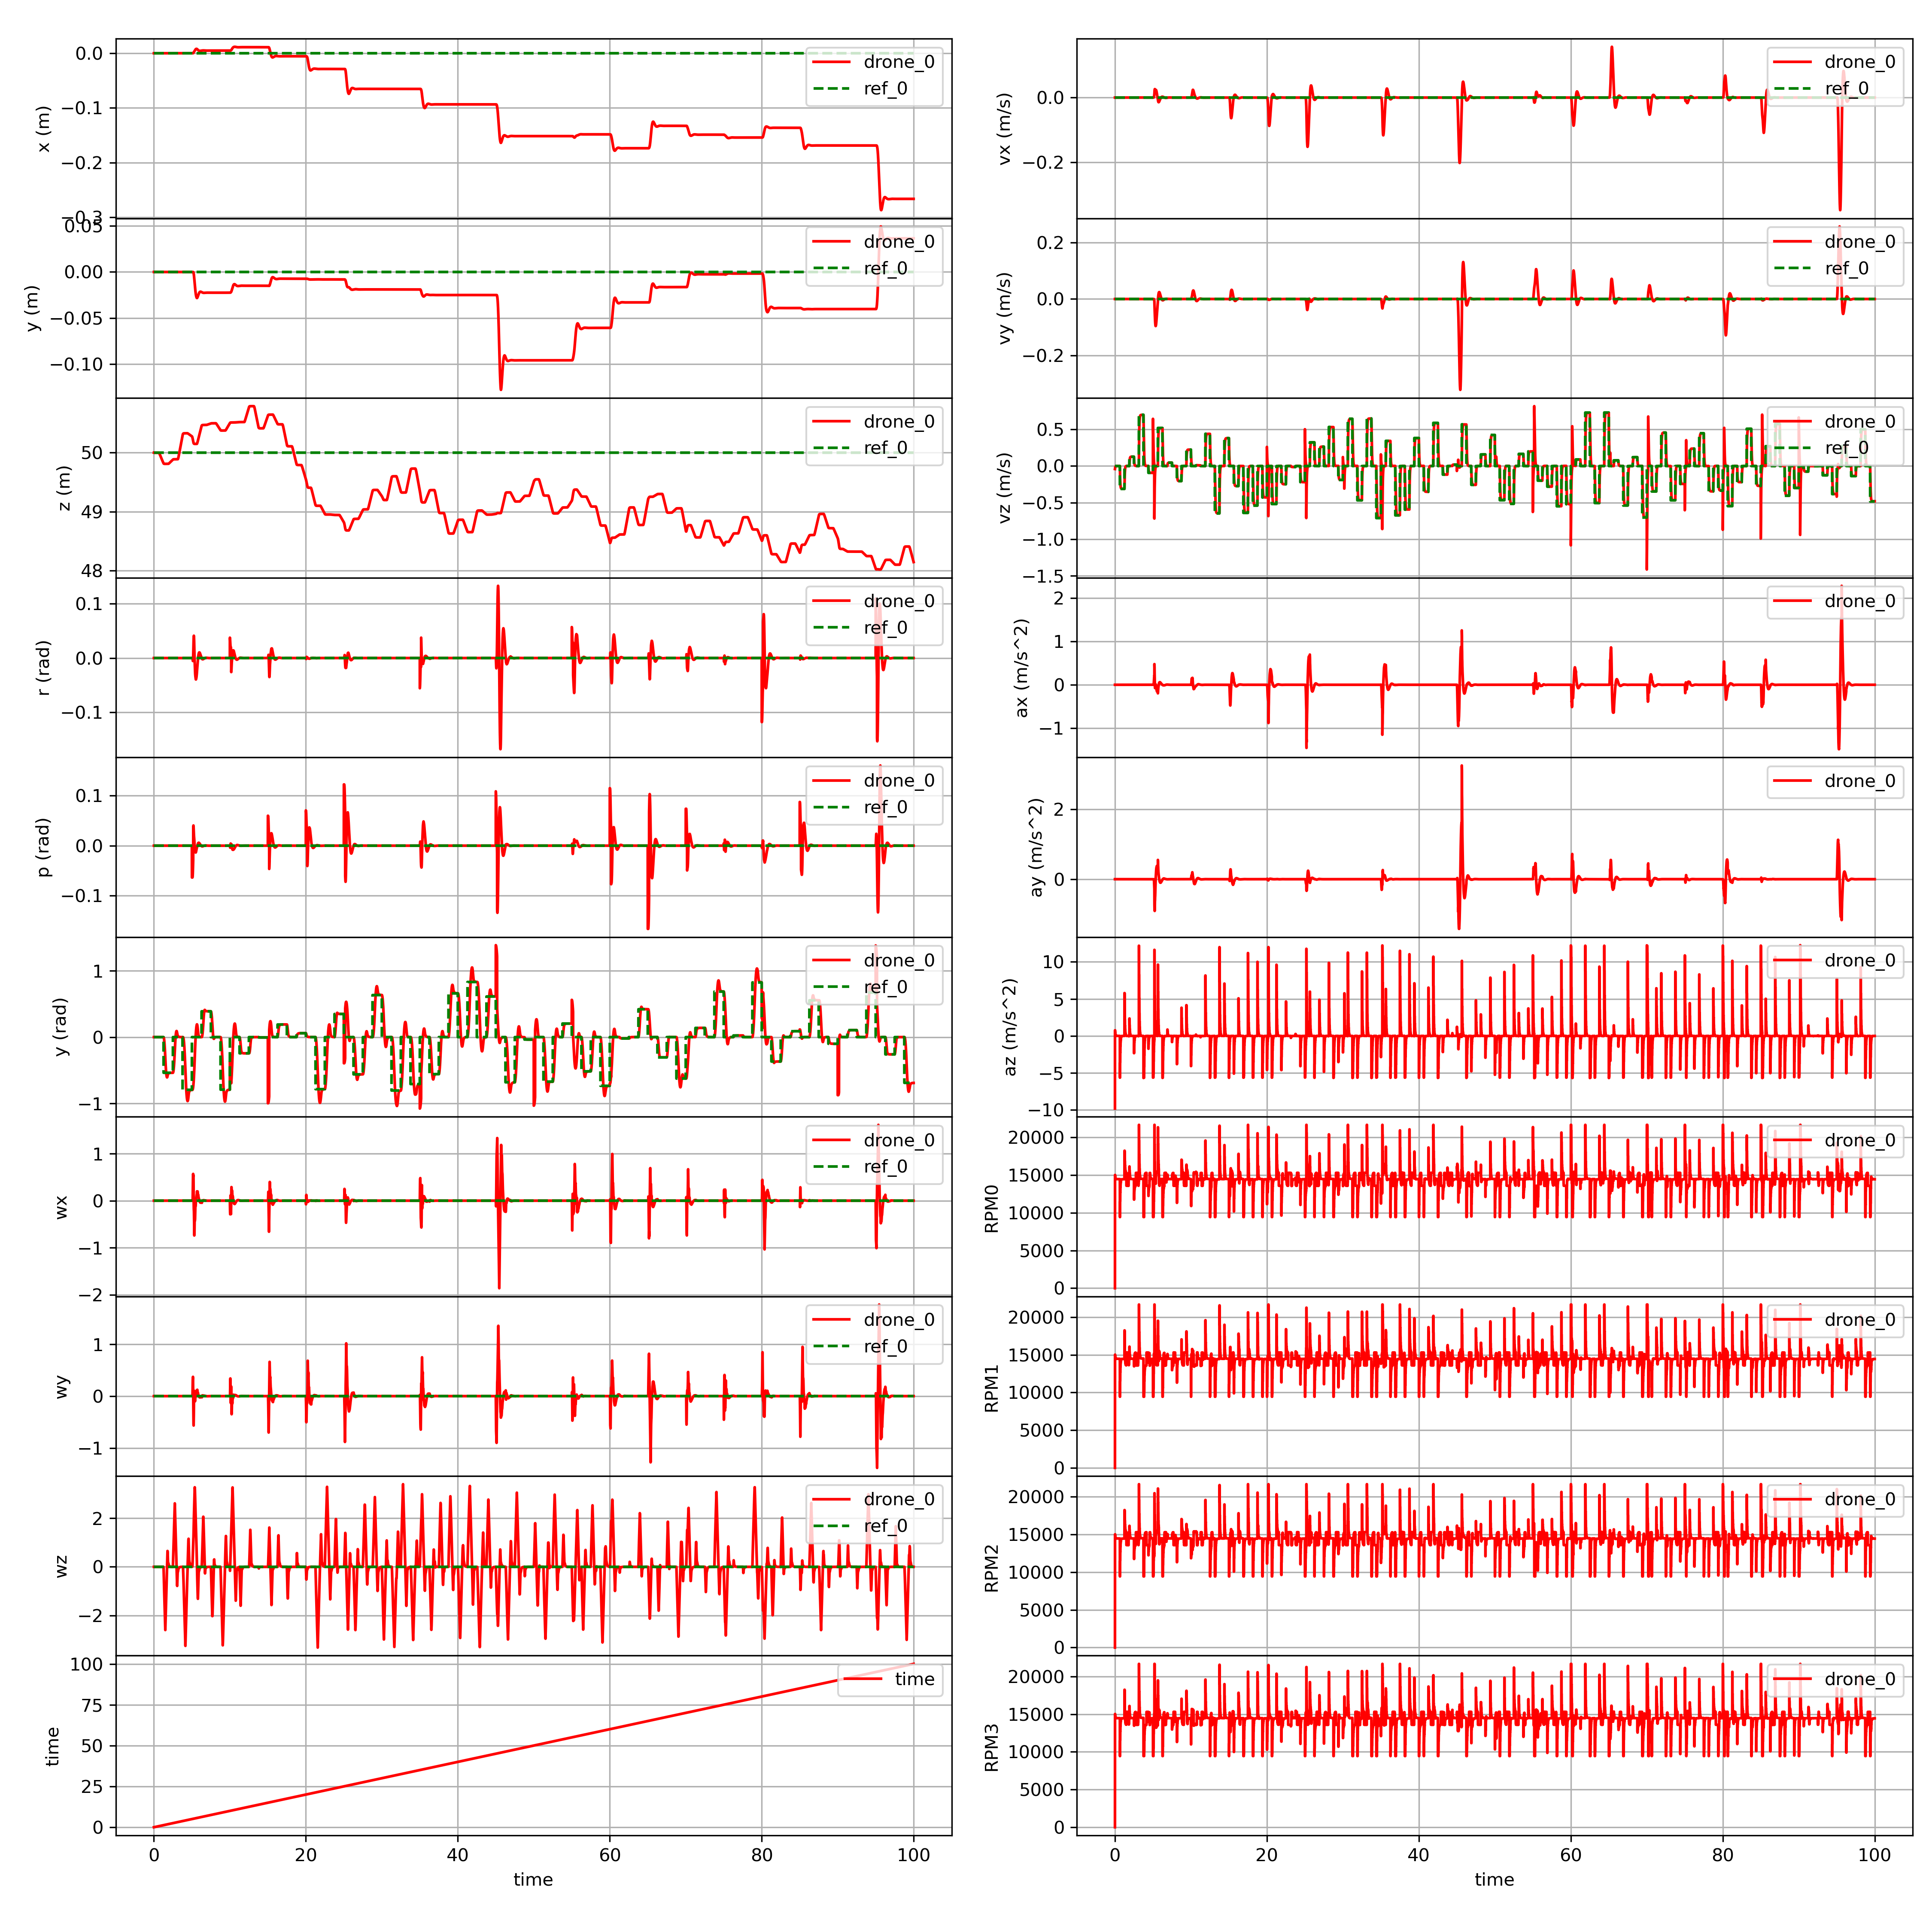 0.0
−0.1
−0.2
−0.3
x (m)
drone_0
ref_0
0.05
0.00
−0.05
−0.10
y (m)
drone_0
ref_0
50
49
48
z (m)
drone_0
ref_0
0.1
0.0
−0.1
r (rad)
drone_0
ref_0
0.1
0.0
−0.1
p (rad)
drone_0
ref_0
1
0
−1
y (rad)
drone_0
ref_0
1
0
−1
−2
wx
drone_0
ref_0
1
0
−1
wy
drone_0
ref_0
2
0
−2
wz
drone_0
ref_0
100
75
50
25
0
time
time
0 20 40 60 80 100
time
0.0
−0.2
vx (m/s)
drone_0
ref_0
0.2
0.0
−0.2
vy (m/s)
drone_0
ref_0
0.5
0.0
−0.5
−1.0
−1.5
vz (m/s)
drone_0
ref_0
2
1
0
−1
ax (m/s^2)
drone_0
2
0
ay (m/s^2)
drone_0
10
5
0
−5
−10
az (m/s^2)
drone_0
20000
15000
10000
5000
0
RPM0
drone_0
20000
15000
10000
5000
0
RPM1
drone_0
20000
15000
10000
5000
0
RPM2
drone_0
20000
15000
10000
5000
0
RPM3
drone_0
0 20 40 60 80 100
time